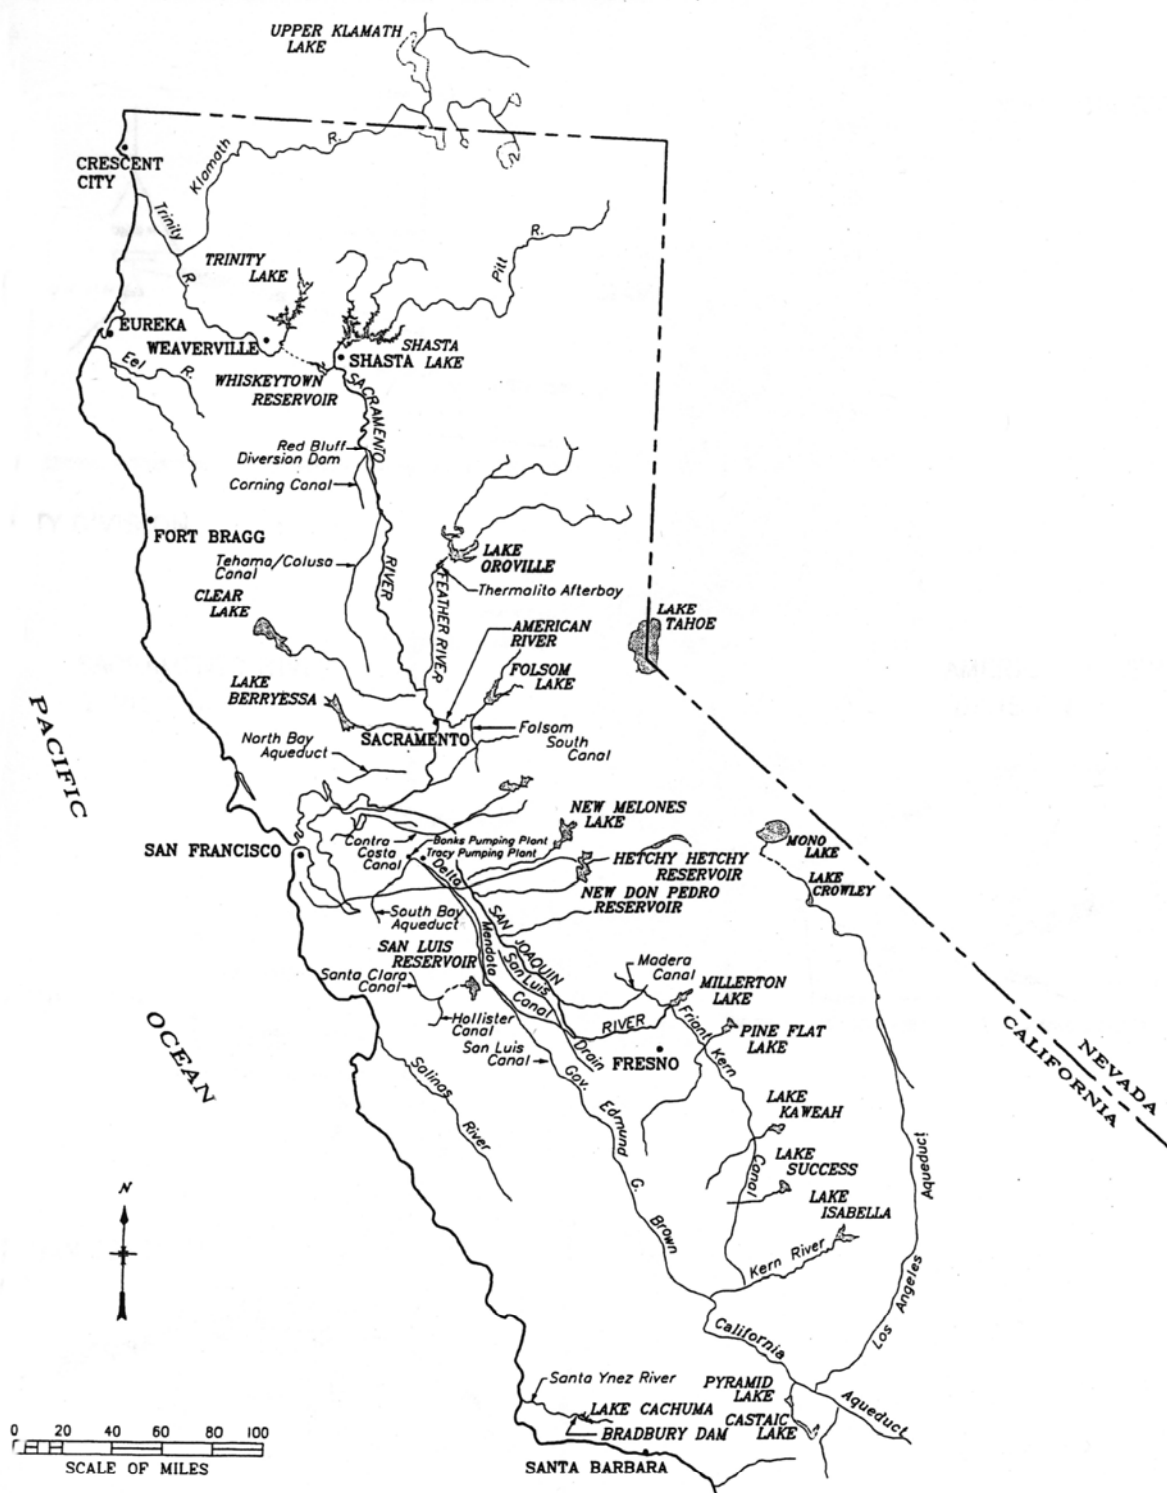 UPPER KLAMATH
LAKE
CRESCENT
CITY
Klamath
R.
Trinity
R.
TRINITY
LAKE
Pitt
R.
EUREKA
WEAVERVILLE
SHASTA
LAKE
SHASTA
Eel
R.
WHISKEYTOWN
RESERVOIR
SACRAMENTO
RIVER
Red Bluff
Diversion Dam
Corning Canal
FORT BRAGG
Tehama/Colusa
Canal
LAKE
OROVILLE
Thermalito Afterbay
FEATHER RIVER
CLEAR
LAKE
AMERICAN
RIVER
LAKE
TAHOE
FOLSOM
LAKE
LAKE
BERRYESSA
SACRAMENTO
Folsom
South
Canal
North Bay
Aqueduct
PACIFIC
OCEAN
SAN FRANCISCO
Contra
Costa
Canal
Banks Pumping Plant
Tracy Pumping Plant
NEW MELONES
LAKE
HETCHY HETCHY
RESERVOIR
NEW DON PEDRO
RESERVOIR
MONO
LAKE
LAKE
CROWLEY
Delta
Mendota
Canal
SAN JOAQUIN
RIVER
South Bay
Aqueduct
SAN LUIS
RESERVOIR
San Luis
Drain
Santa Clara
Canal
Hollister
Canal
San Luis
Canal
Madera
Canal
MILLERTON
LAKE
Friant Kern
Canal
PINE FLAT
LAKE
FRESNO
Salinas
River
Gov. Edmund G. Brown
California
Aqueduct
LAKE
KAWEAH
LAKE
SUCCESS
LAKE
ISABELLA
Kern River
Los Angeles
Aqueduct
NEVADA
CALIFORNIA
N
Santa Ynez River
LAKE CACHUMA
BRADBURY DAM
PYRAMID
LAKE
CASTAIC
LAKE
SANTA BARBARA
0 20 40 60 80 100
SCALE OF MILES